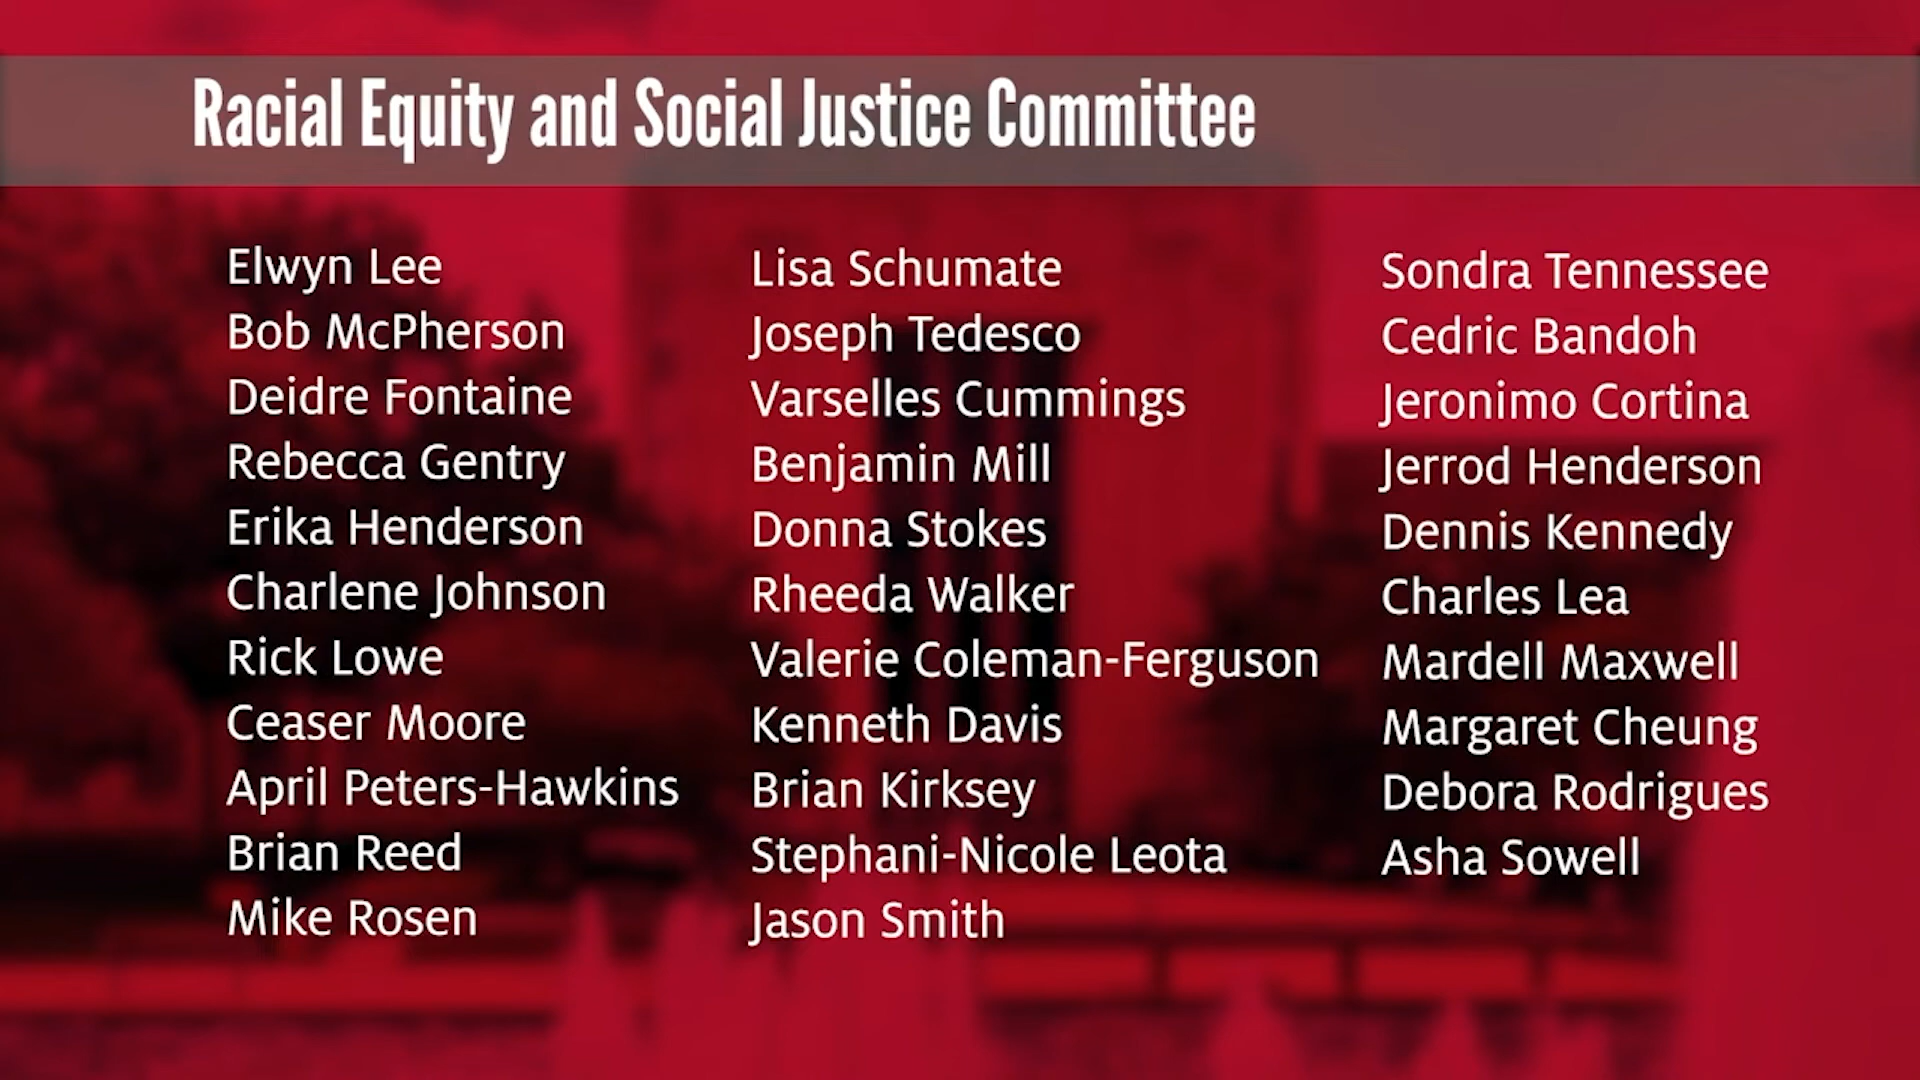 Racial Equity and Social Justice Committee
Elwyn Lee
Bob McPherson
Deidre Fontaine
Rebecca Gentry
Erika Henderson
Charlene Johnson
Rick Lowe
Ceaser Moore
April Peters-Hawkins
Brian Reed
Mike Rosen
Lisa Schumate
Joseph Tedesco
Varselles Cummings
Benjamin Mill
Donna Stokes
Rheeda Walker
Valerie Coleman-Ferguson
Kenneth Davis
Brian Kirksey
Stephani-Nicole Leota
Jason Smith
Sondra Tennessee
Cedric Bandoh
Jeronimo Cortina
Jerrod Henderson
Dennis Kennedy
Charles Lea
Mardell Maxwell
Margaret Cheung
Debora Rodrigues
Asha Sowell